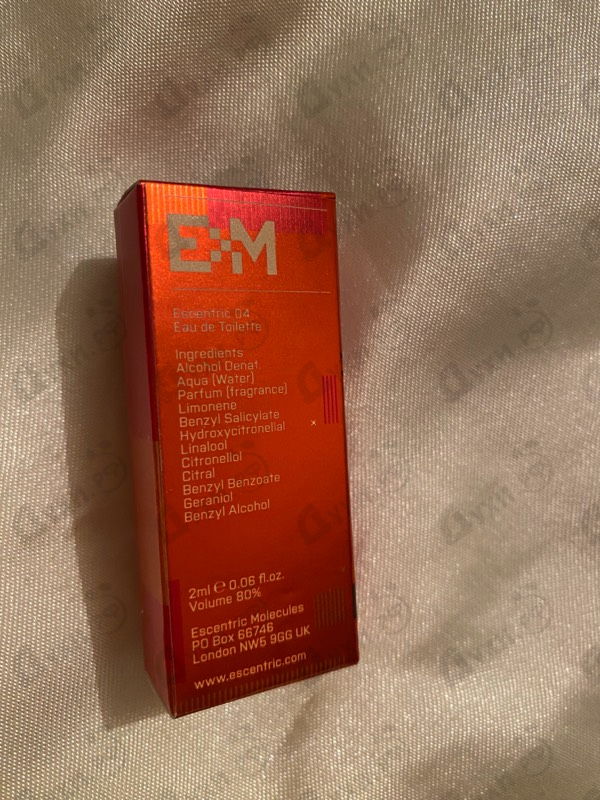 E:M
Escentric 04
Eau de Toilette
Ingredients
Alcohol Denat.
Aqua (Water)
Parfum (fragrance)
Limonene
Benzyl Salicylate
Hydroxycitronellal
Linalool
Citronellol
Citral
Benzyl Benzoate
Geraniol
Benzyl Alcohol
2ml ℮ 0.06 fl.oz.
Volume 80%
Escentric Molecules
PO Box 66746
London NW5 9GG UK
www.escentric.com